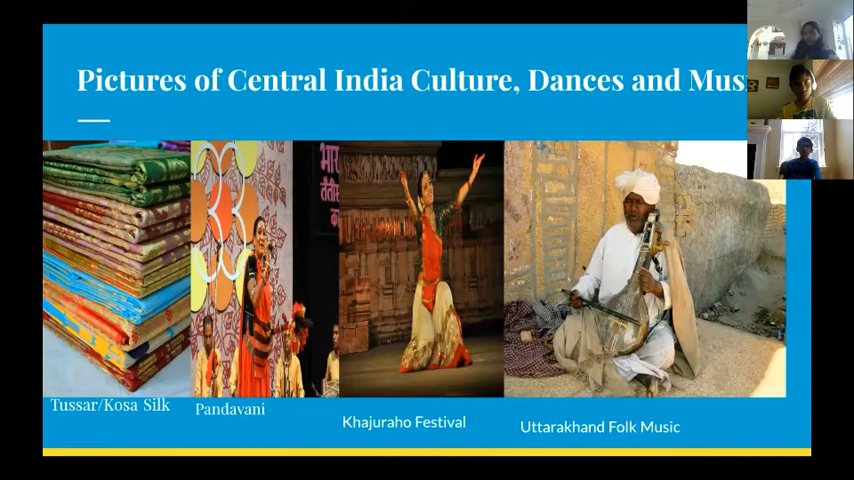 Pictures of Central India Culture, Dances and Mus
भार
तैंतीस
Tussar/Kosa Silk
Pandavani
Khajuraho Festival
Uttarakhand Folk Music